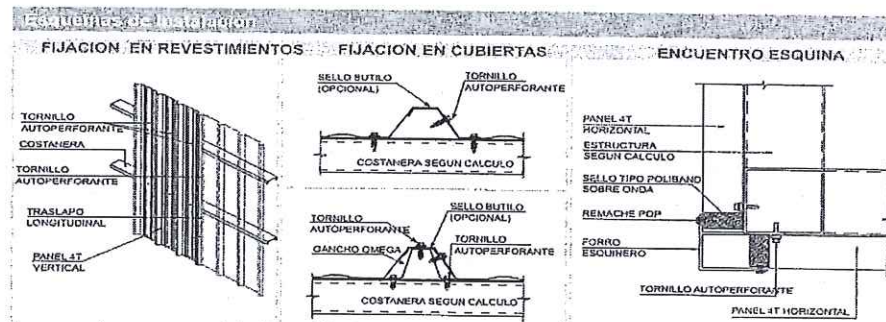 Esquemas de Instalación
FIJACION EN REVESTIMIENTOS
TORNILLO
AUTOPERFORANTE
COSTANERA
TORNILLO
AUTOPERFORANTE
TRASLAPO
LONGITUDINAL
PANEL 4T
VERTICAL
FIJACION EN CUBIERTAS
SELLO BUTILO
(OPCIONAL)
TORNILLO
AUTOPERFORANTE
COSTANERA SEGUN CALCULO
TORNILLO
AUTOPERFORANTE
GANCHO OMEGA
SELLO BUTILO
(OPCIONAL)
TORNILLO
AUTOPERFORANTE
COSTANERA SEGUN CALCULO
ENCUENTRO ESQUINA
PANEL 4T
HORIZONTAL
ESTRUCTURA
SEGUN CALCULO
SELLO TIPO POLIBAND
SOBRE ONDA
REMACHE POP
FORRO
ESQUINERO
TORNILLO AUTOPERFORANTE
PANEL 4T HORIZONTAL